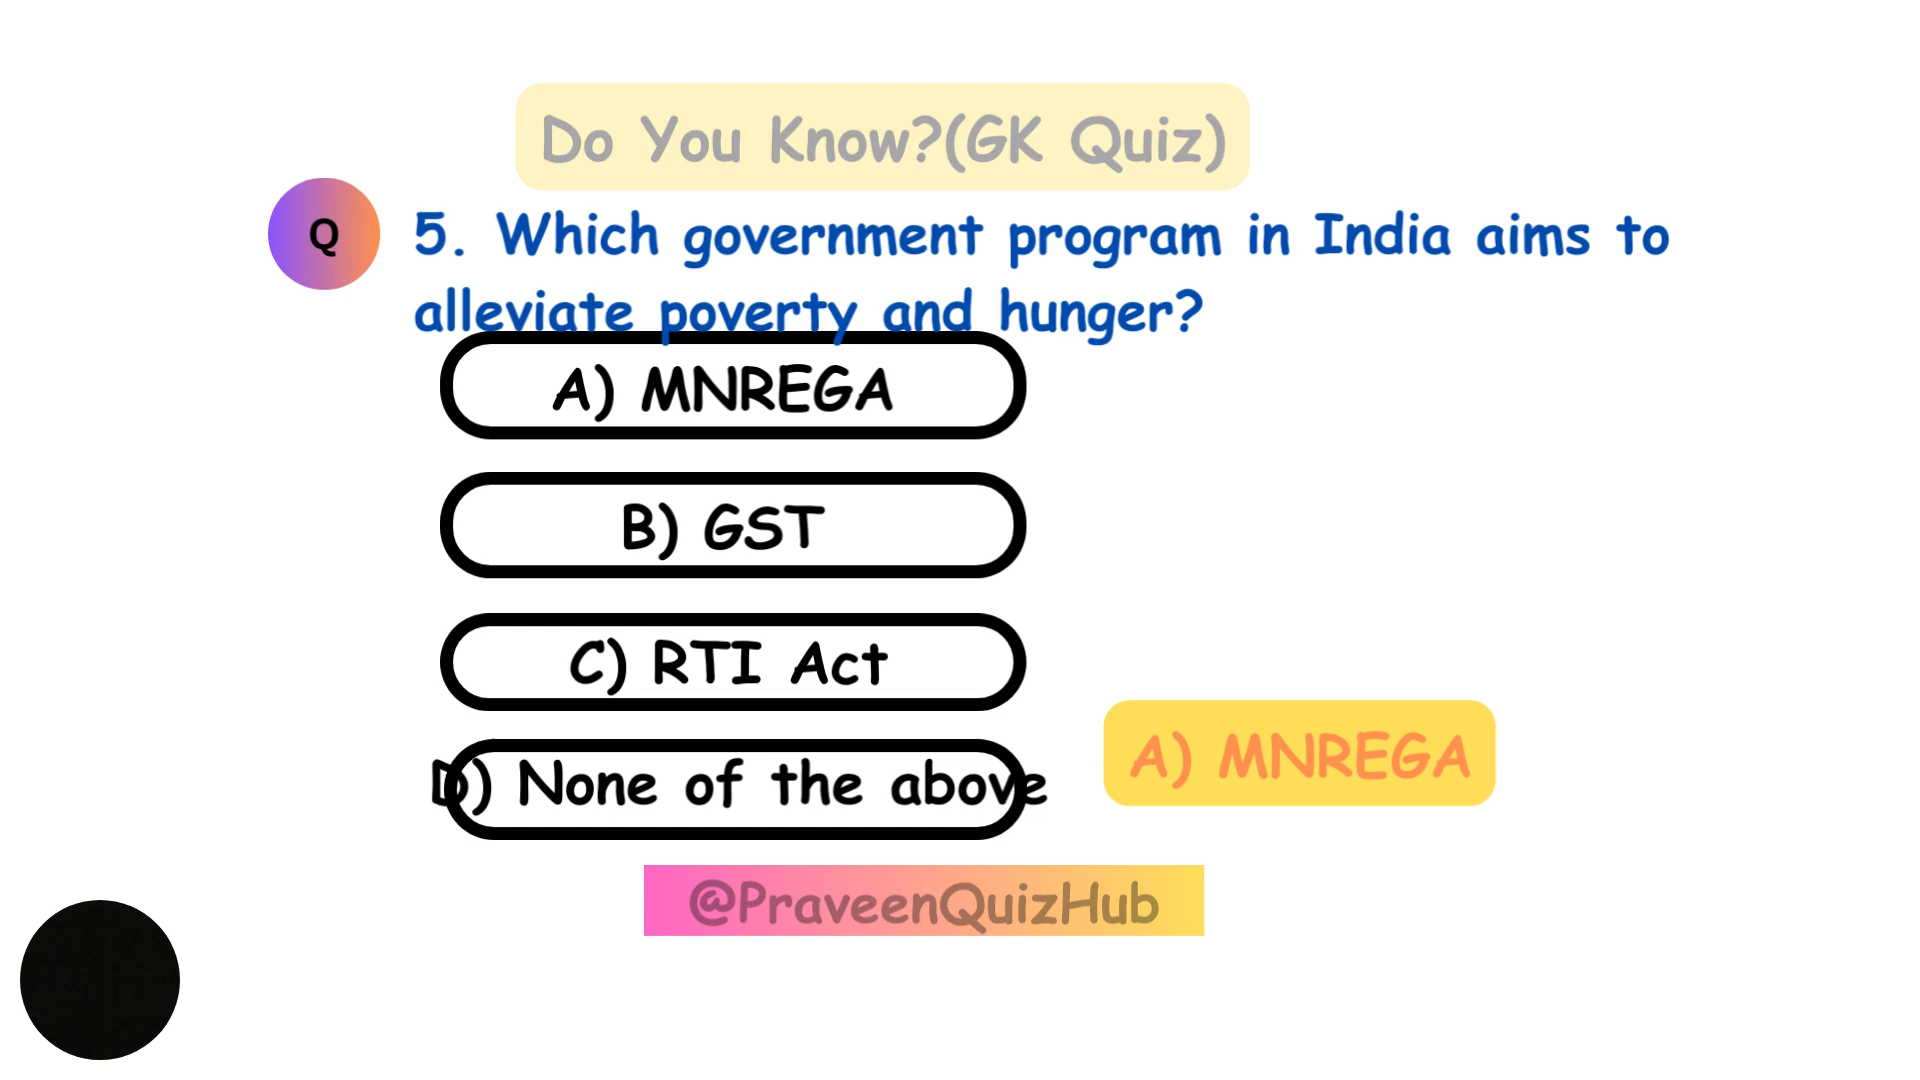 Do You Know?(GK Quiz)
Q
5. Which government program in India aims to
alleviate poverty and hunger?
A) MNREGA
B) GST
C) RTI Act
D) None of the above
A) MNREGA
@PraveenQuizHub